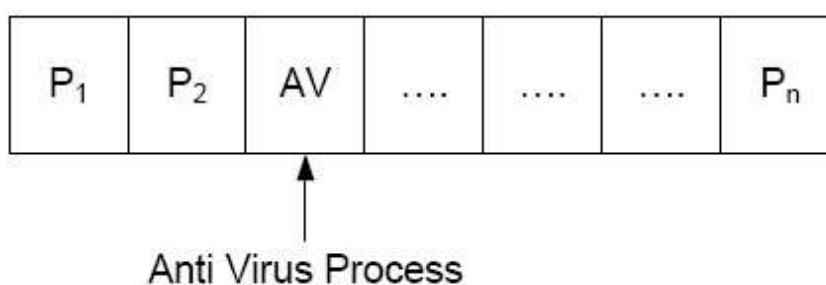 P₁ P₂ AV .... .... .... Pₙ
Anti Virus Process